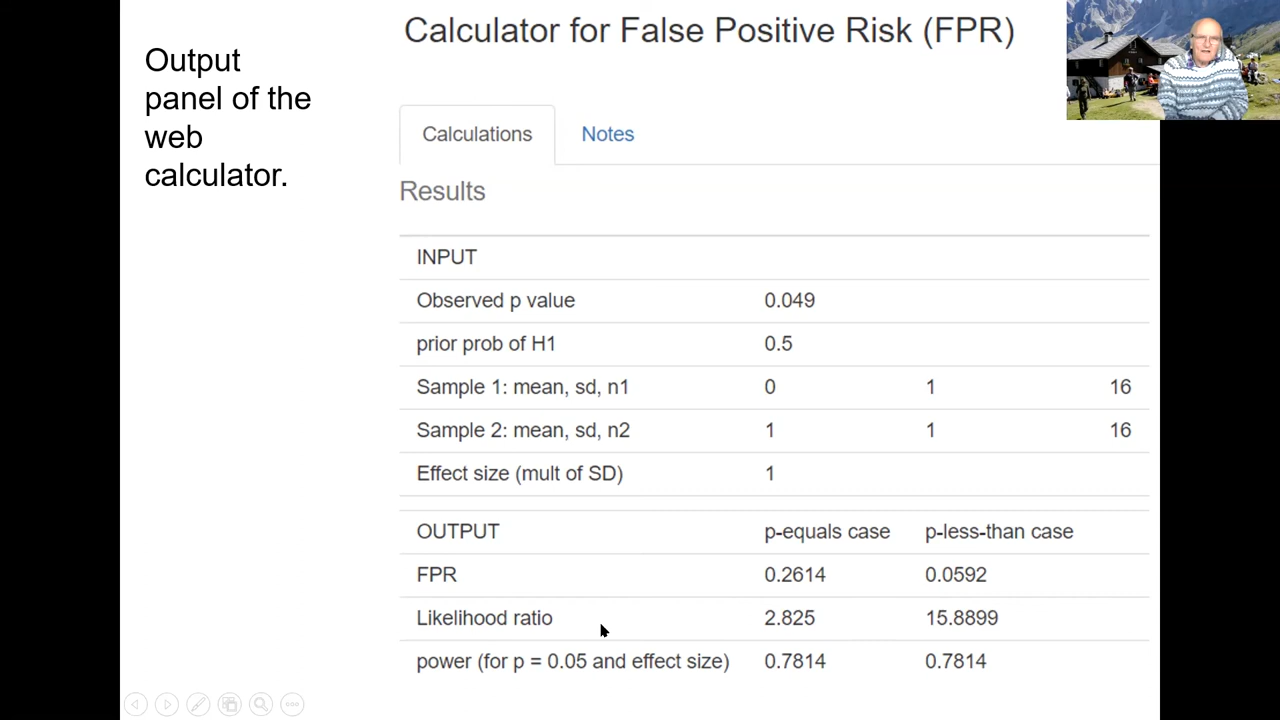 Output
panel of the
web
calculator.
Calculator for False Positive Risk (FPR)
Calculations Notes
Results
INPUT
Observed p value 0.049
prior prob of H1 0.5
Sample 1: mean, sd, n1 0 1 16
Sample 2: mean, sd, n2 1 1 16
Effect size (mult of SD) 1
OUTPUT p-equals case p-less-than case
FPR 0.2614 0.0592
Likelihood ratio 2.825 15.8899
power (for p = 0.05 and effect size) 0.7814 0.7814